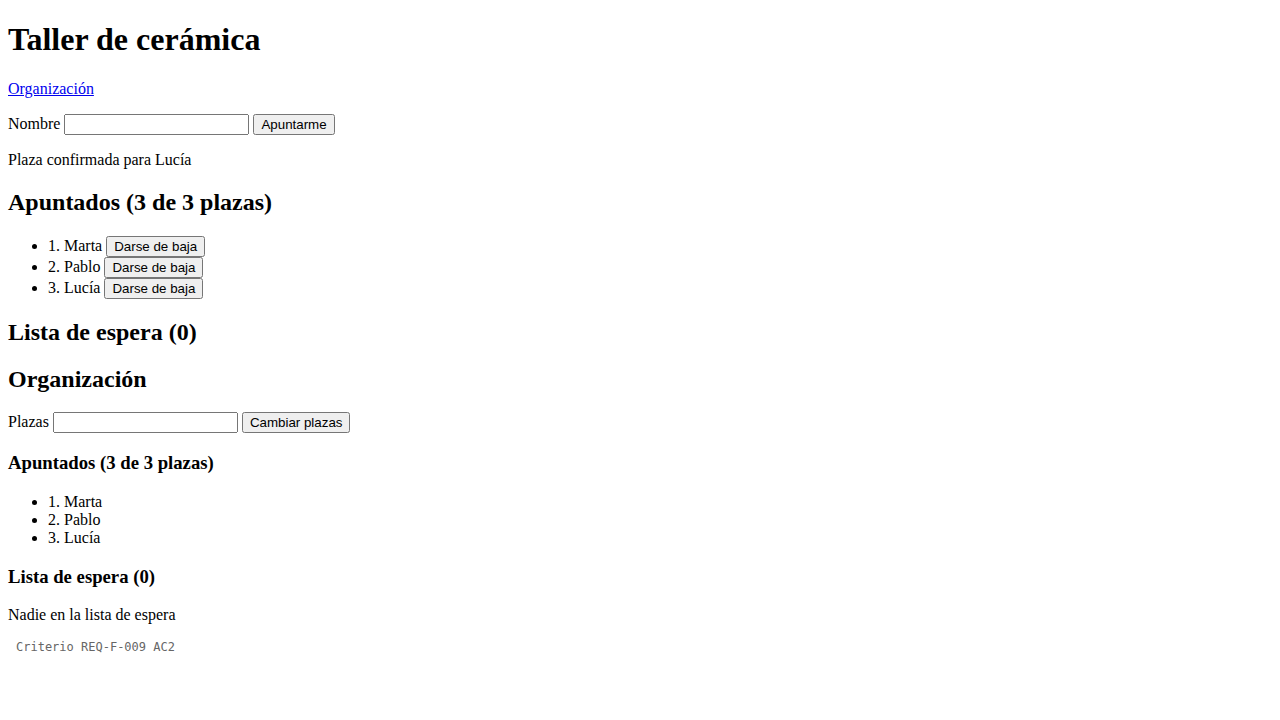 Taller de cerámica
Organización
Nombre Apuntarme
Plaza confirmada para Lucía
Apuntados (3 de 3 plazas)
1. Marta Darse de baja
2. Pablo Darse de baja
3. Lucía Darse de baja
Lista de espera (0)
Organización
Plazas Cambiar plazas
Apuntados (3 de 3 plazas)
1. Marta
2. Pablo
3. Lucía
Lista de espera (0)
Nadie en la lista de espera
Criterio REQ-F-009 AC2